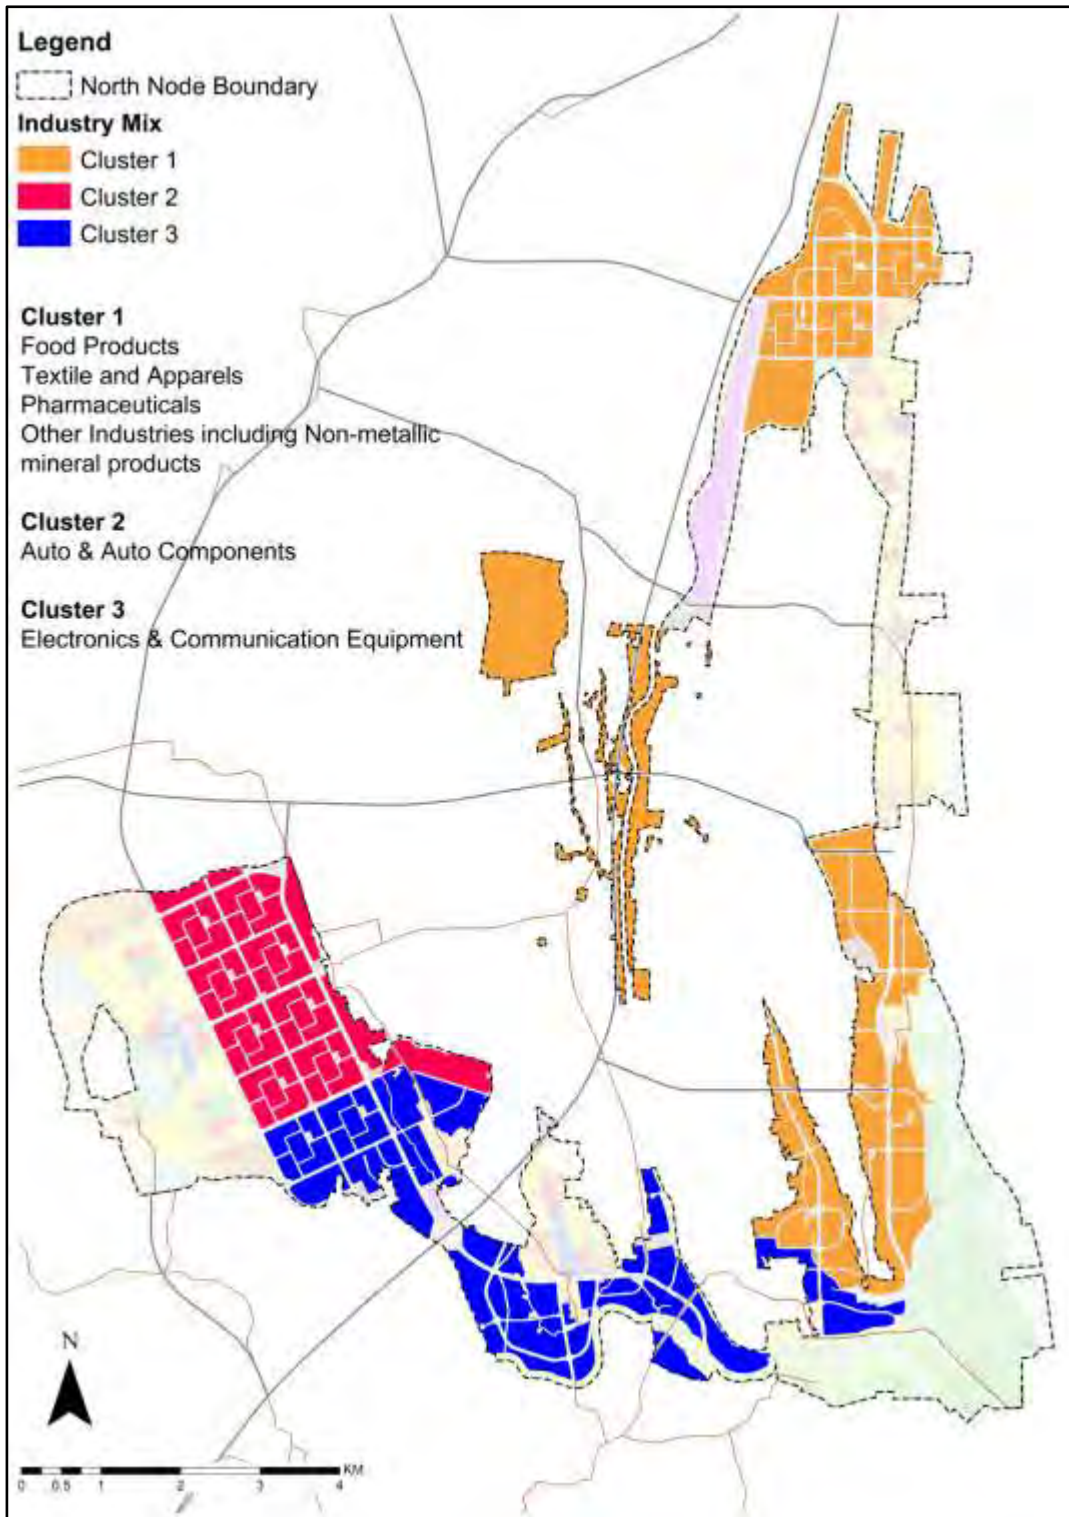 Legend
North Node Boundary
Industry Mix
Cluster 1
Cluster 2
Cluster 3
Cluster 1
Food Products
Textile and Apparels
Pharmaceuticals
Other Industries including Non-metallic
mineral products
Cluster 2
Auto & Auto Components
Cluster 3
Electronics & Communication Equipment
N
KM
0 0.5 1 2 3 4